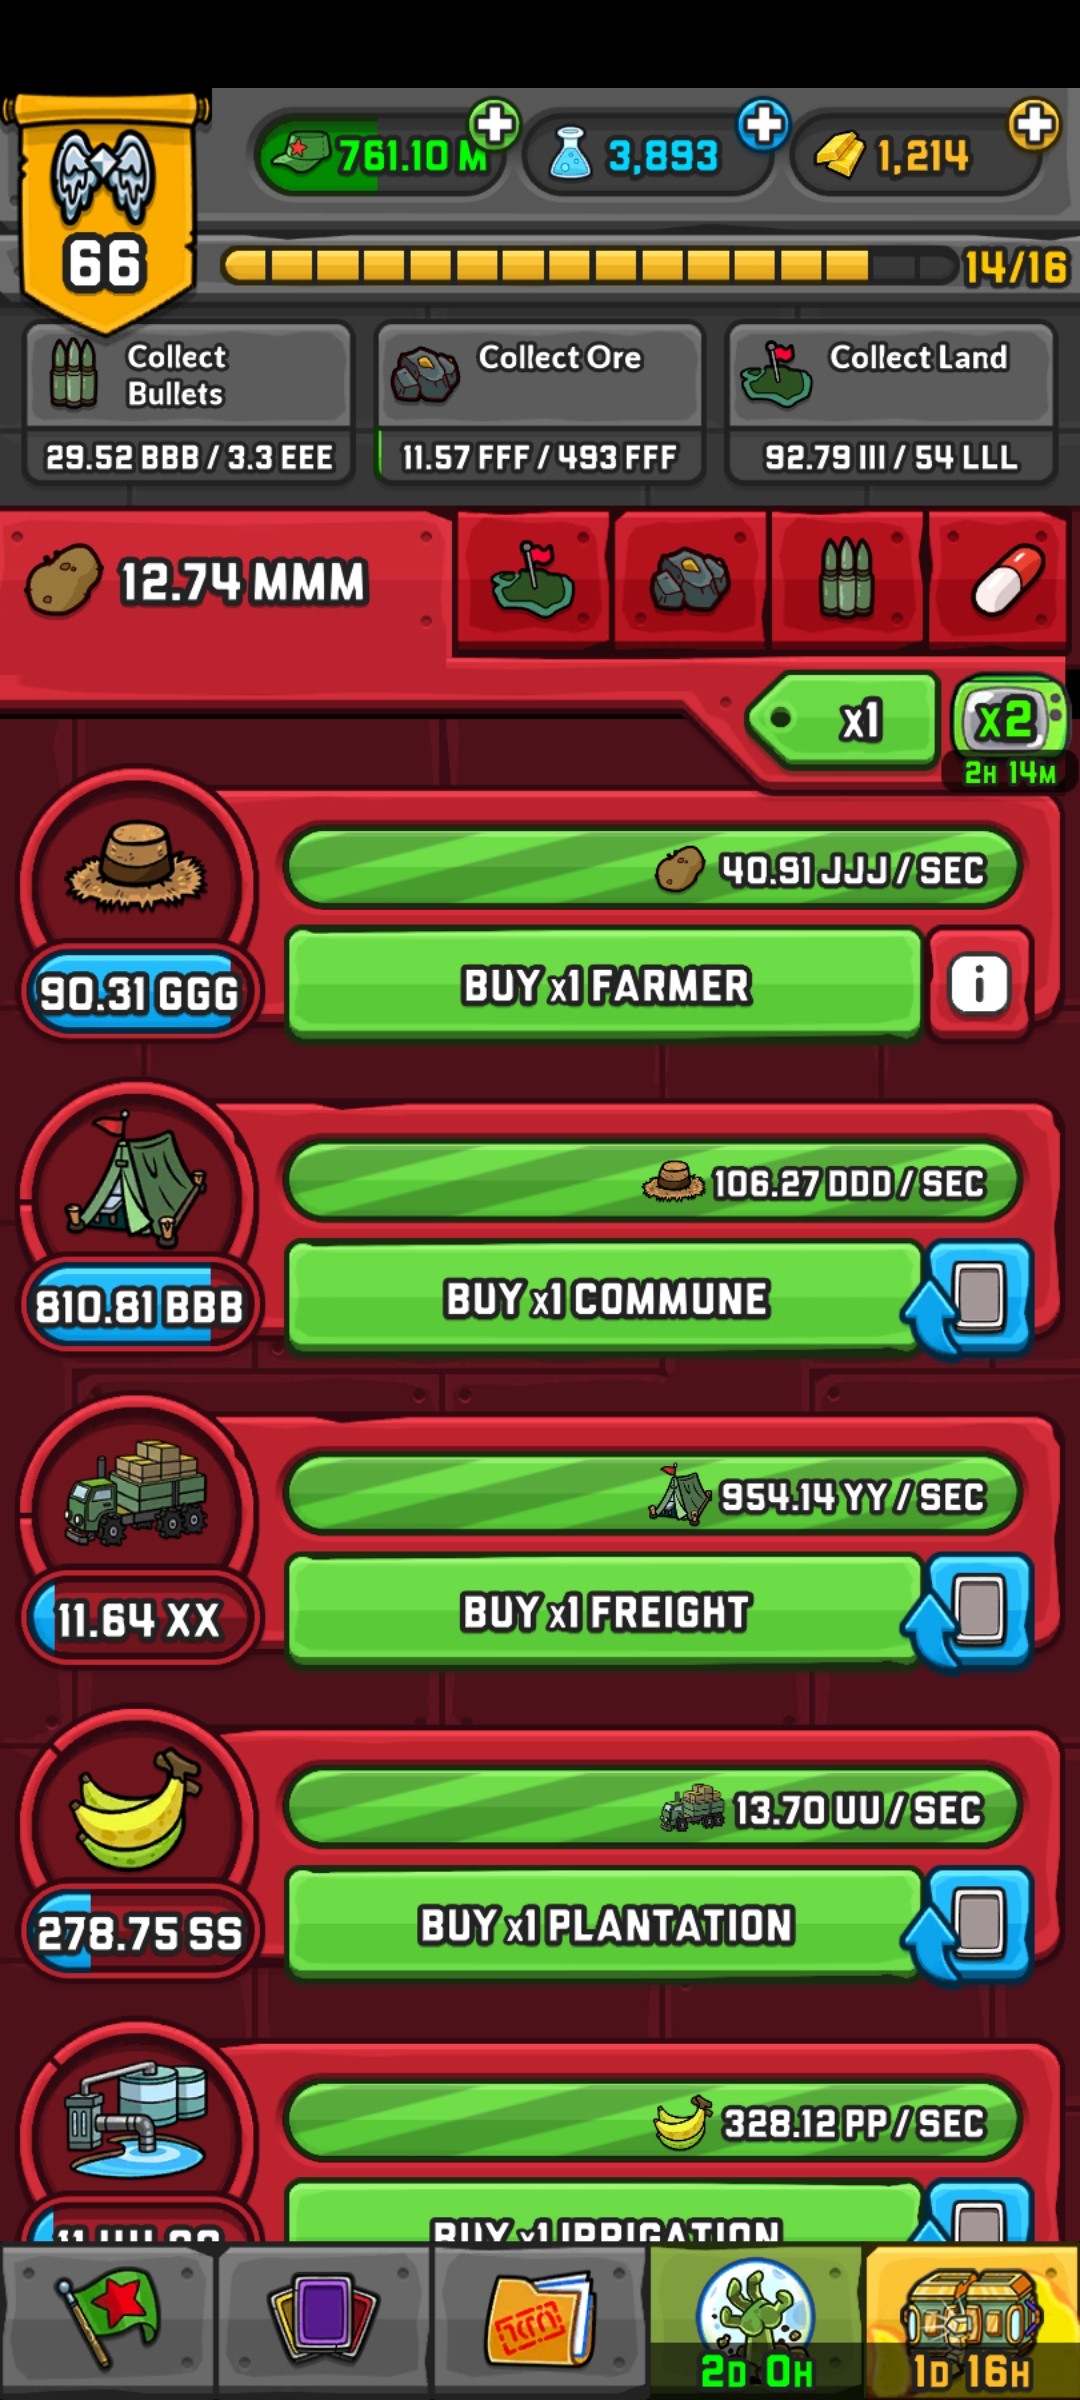 761.10 M
3,893
1,214
66
14/16
Collect
Bullets
29.52 BBB / 3.3 EEE
Collect Ore
11.57 FFF / 493 FFF
Collect Land
92.79 III / 54 LLL
12.74 MMM
x1
x2
2H 14M
40.91 JJJ / SEC
90.31 GGG
BUY x1 FARMER
i
106.27 DDD / SEC
810.81 BBB
BUY x1 COMMUNE
954.14 YY / SEC
11.64 XX
BUY x1 FREIGHT
13.70 UU / SEC
278.75 SS
BUY x1 PLANTATION
328.12 PP / SEC
BUY x1 IRRIGATION
2D 0H
1D 16H